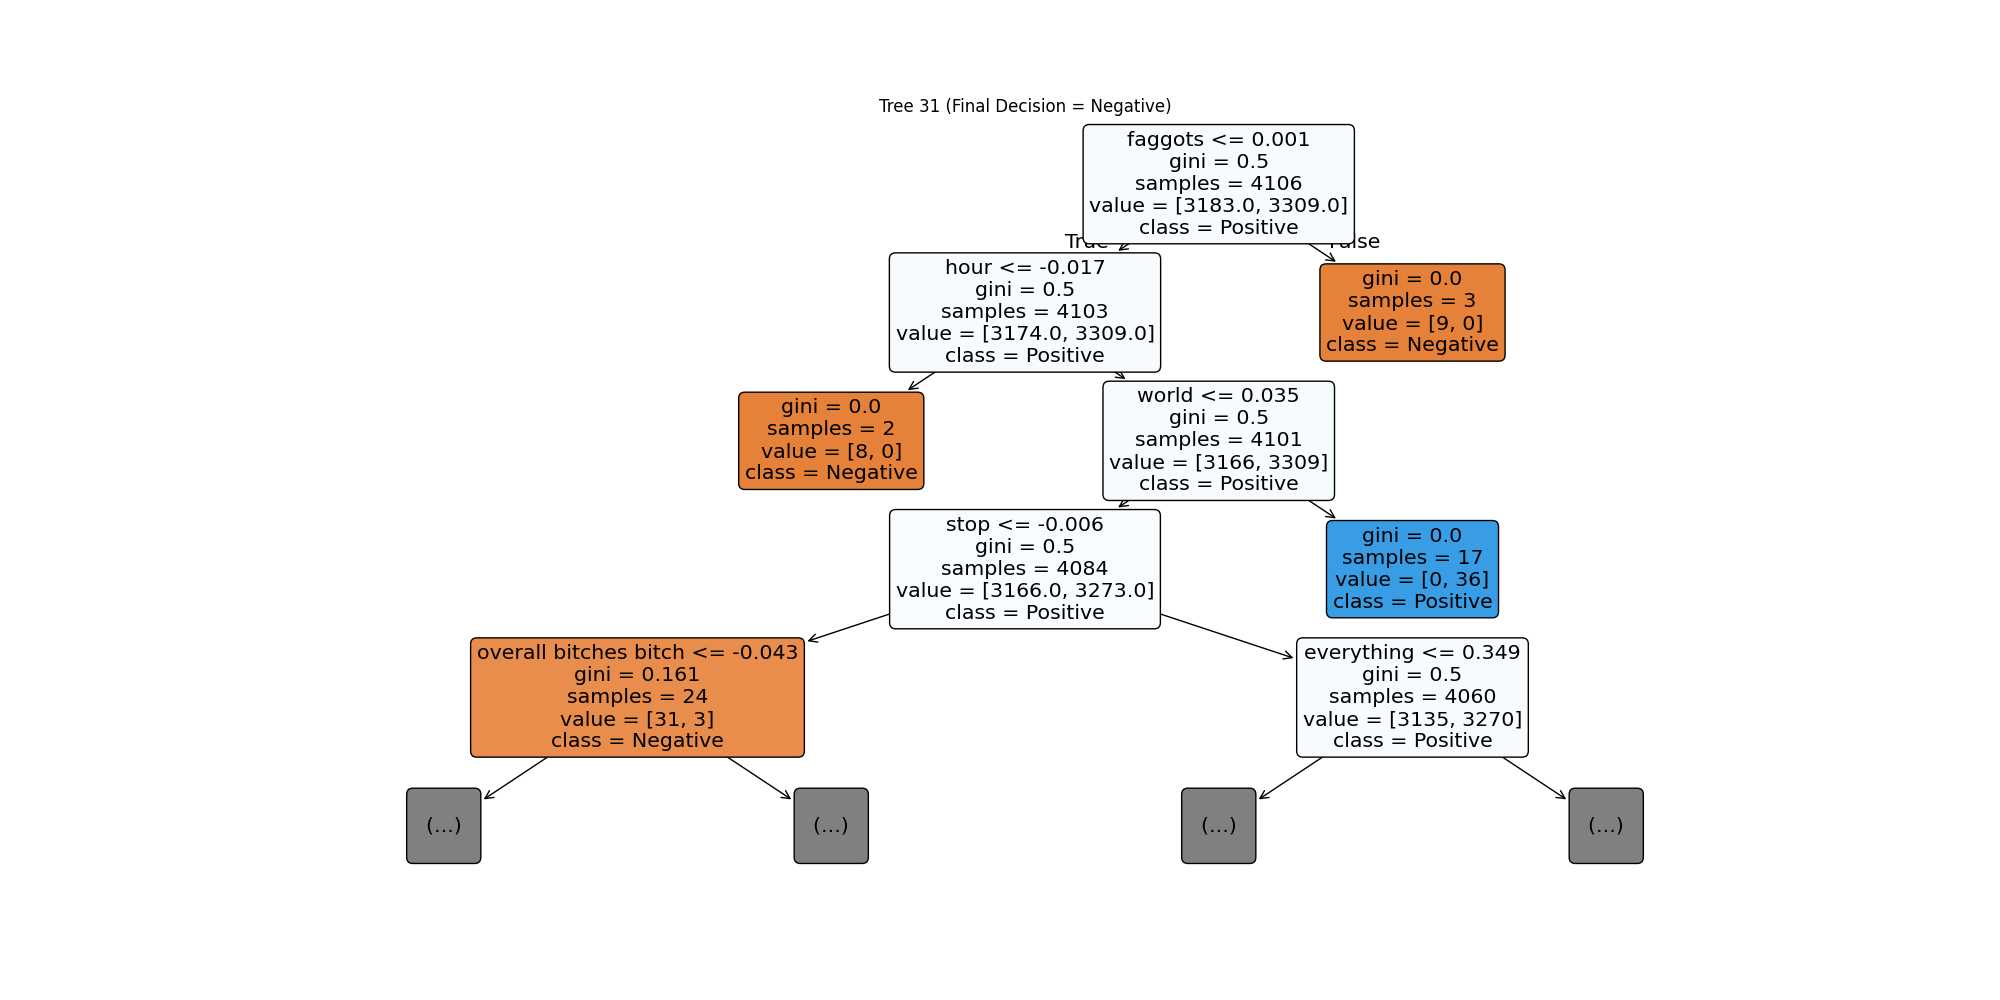 Tree 31 (Final Decision = Negative)
faggots <= 0.001
gini = 0.5
samples = 4106
value = [3183.0, 3309.0]
class = Positive
True
False
hour <= -0.017
gini = 0.5
samples = 4103
value = [3174.0, 3309.0]
class = Positive
gini = 0.0
samples = 3
value = [9, 0]
class = Negative
gini = 0.0
samples = 2
value = [8, 0]
class = Negative
world <= 0.035
gini = 0.5
samples = 4101
value = [3166, 3309]
class = Positive
stop <= -0.006
gini = 0.5
samples = 4084
value = [3166.0, 3273.0]
class = Positive
gini = 0.0
samples = 17
value = [0, 36]
class = Positive
overall bitches bitch <= -0.043
gini = 0.161
samples = 24
value = [31, 3]
class = Negative
everything <= 0.349
gini = 0.5
samples = 4060
value = [3135, 3270]
class = Positive
(...)
(...)
(...)
(...)